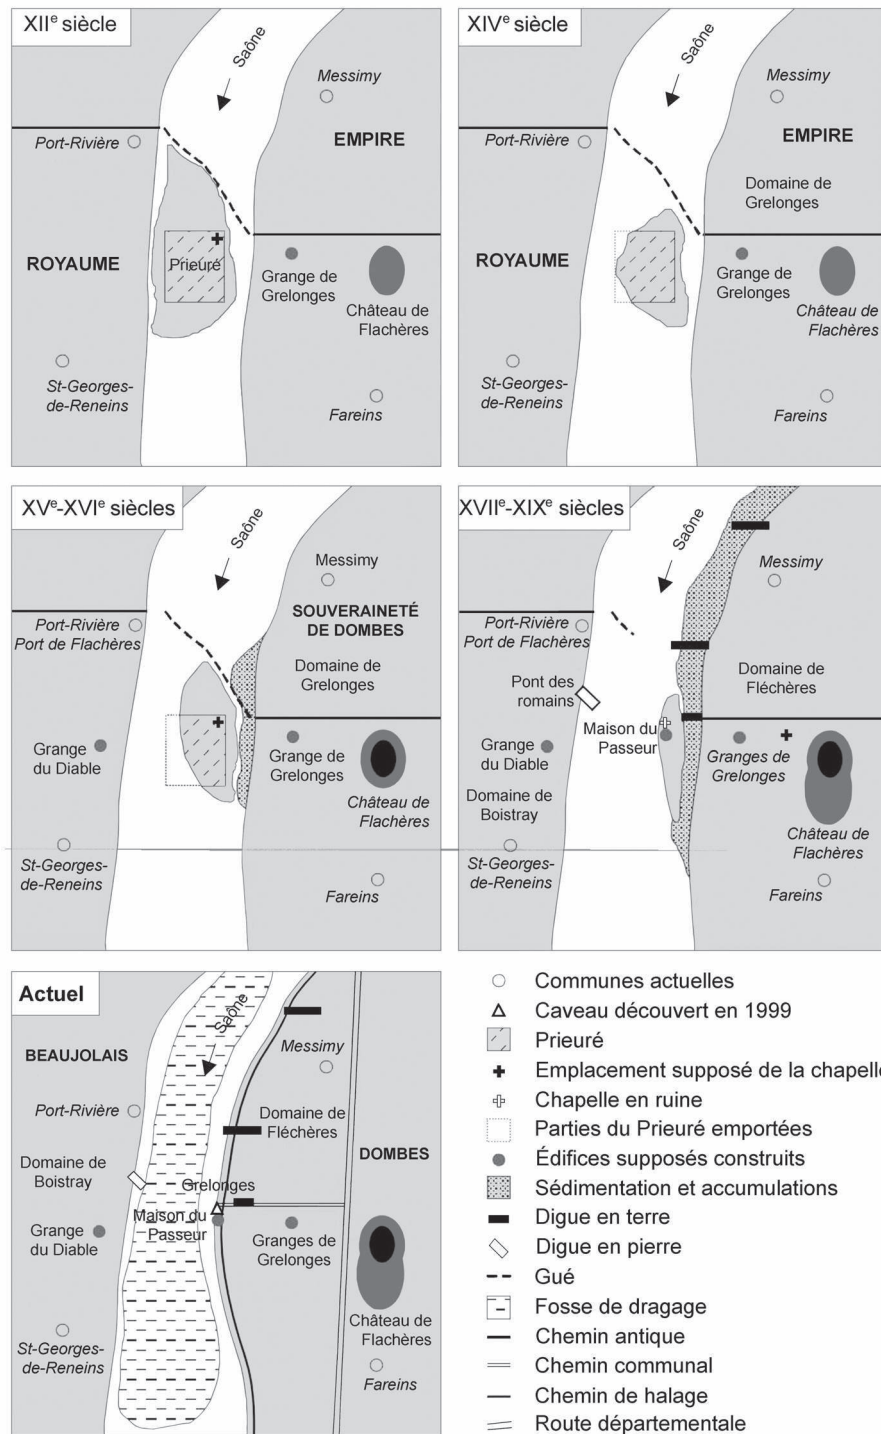 XIIe siècle
Saône
Messimy
Port-Rivière
EMPIRE
ROYAUME
Prieuré
Grange de
Grelonges
Château de
Flachères
St-Georges-
de-Reneins
Fareins
XIVe siècle
Saône
Messimy
Port-Rivière
EMPIRE
Domaine de
Grelonges
ROYAUME
Grange de
Grelonges
Château de
Flachères
St-Georges-
de-Reneins
Fareins
XVe-XVIe siècles
Saône
Messimy
Port-Rivière
Port de Flachères
SOUVERAINETÉ
DE DOMBES
Domaine de
Grelonges
Grange
du Diable
Grange de
Grelonges
Château de
Flachères
St-Georges-
de-Reneins
Fareins
XVIIe-XIXe siècles
Saône
Messimy
Port-Rivière
Port de Flachères
Pont des
romains
Domaine de
Fléchères
Maison du
Passeur
Grange
du Diable
Granges de
Grelonges
Domaine de
Boistray
Château de
Flachères
St-Georges-
de-Reneins
Fareins
Actuel
Saône
BEAUJOLAIS
Messimy
Port-Rivière
Domaine de
Fléchères
DOMBES
Domaine de
Boistray
Grelonges
Maison du
Passeur
Grange
du Diable
Granges de
Grelonges
Château de
Flachères
St-Georges-
de-Reneins
Fareins
Communes actuelles
Caveau découvert en 1999
Prieuré
Emplacement supposé de la chapelle
Chapelle en ruine
Parties du Prieuré emportées
Édifices supposés construits
Sédimentation et accumulations
Digue en terre
Digue en pierre
Gué
Fosse de dragage
Chemin antique
Chemin communal
Chemin de halage
Route départementale